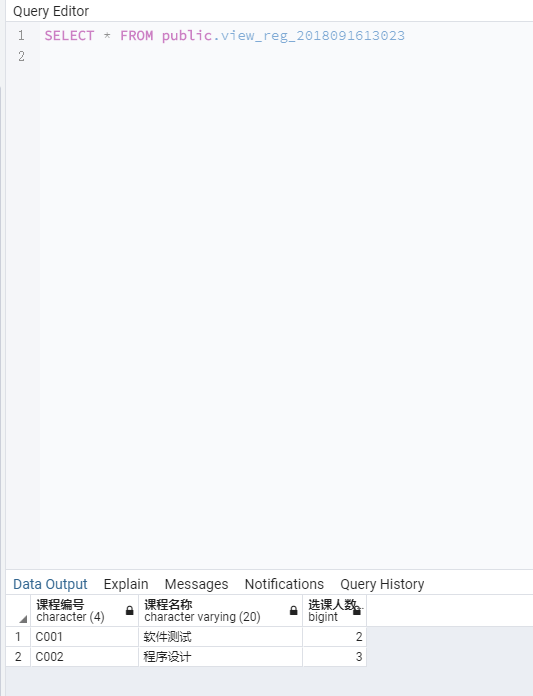 Query Editor
1 SELECT * FROM public.view_reg_2018091613023
2
Data Output Explain Messages Notifications Query History
课程编号 课程名称 选课人数..
character (4) character varying (20) bigint
1 C001 软件测试 2
2 C002 程序设计 3